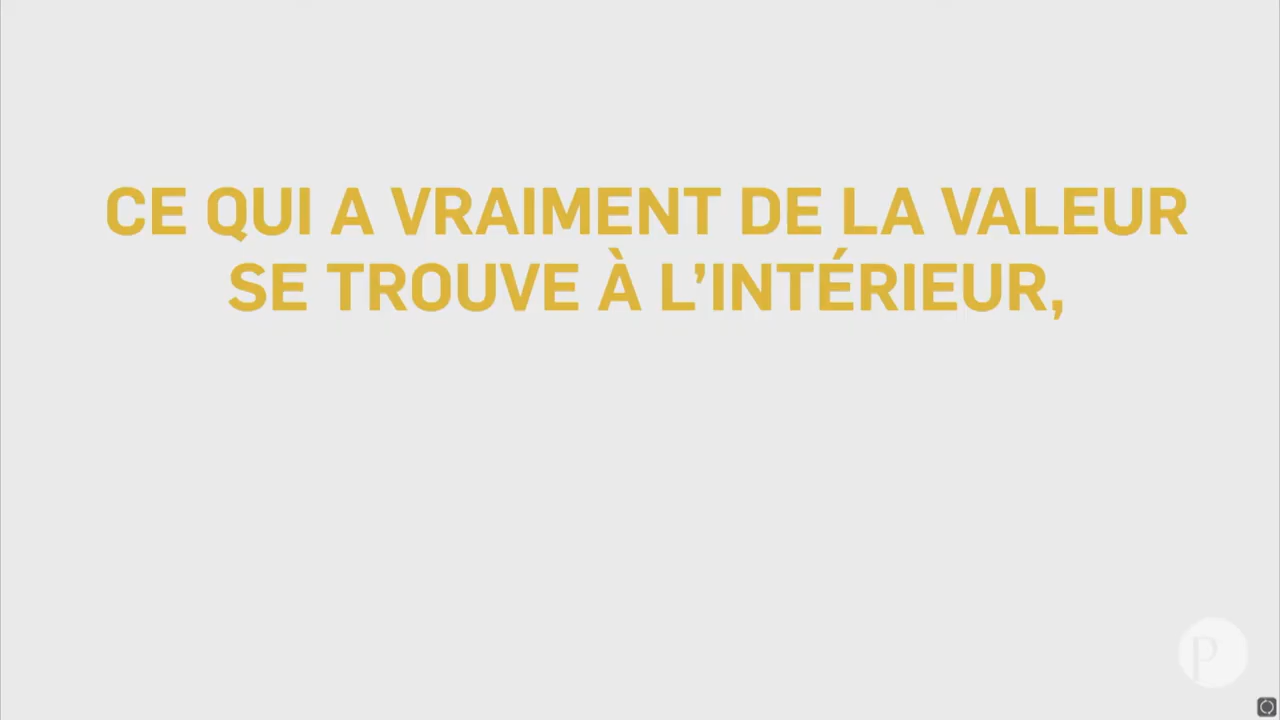 CE QUI A VRAIMENT DE LA VALEUR
SE TROUVE À L’INTÉRIEUR,
P